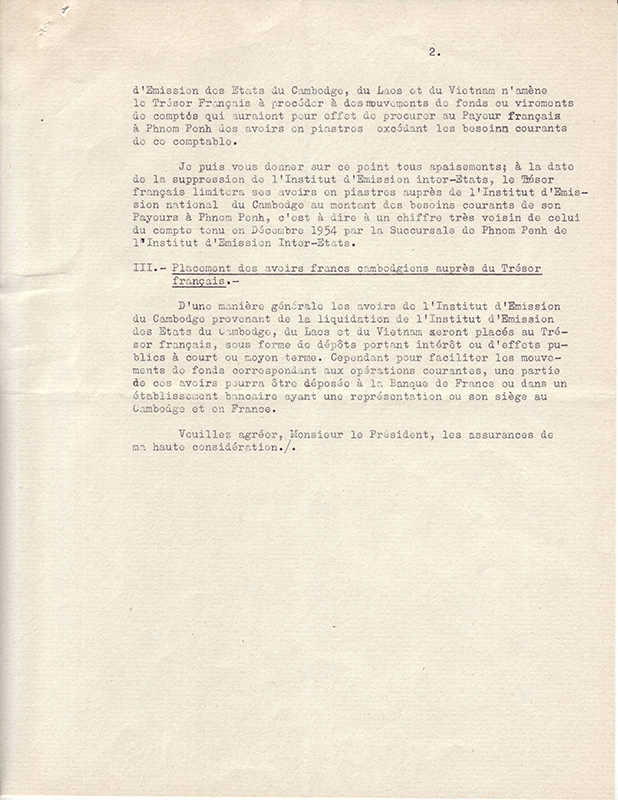 2.
d'Emission des Etats du Cambodge, du Laos et du Vietnam n'amène
le Trésor Français à procéder à des mouvements de fonds ou virements
de comptes qui auraient pour effet de procurer au Payeur français
à Phnom Penh des avoirs en piastres excédant les besoinn courants
de ce comptable.
Je puis vous donner sur ce point tous apaisements; à la date
de la suppression de l'Institut d'Emission inter-Etats, le Trésor
français limitera ses avoirs en piastres auprès de l'Institut d'Emis-
sion national du Cambodge au montant des besoins courants de son
Payeurs à Phnom Penh, c'est à dire à un chiffre très voisin de celui
du compte tenu en Décembre 1954 par la Succursale de Phnom Penh de
l'Institut d'Emission Inter-Etats.
III.- Placement des avoirs francs cambodgiens auprès du Trésor
français.-
D'une manière générale les avoirs de l'Institut d'Emission
du Cambodge provenant de la liquidation de l'Institut d'Emission
des Etats du Cambodge, du Laos et du Vietnam seront placés au Tré-
sor français, sous forme de dépôts portant intérêt ou d'effets pu-
blics à court ou moyen terme. Cependant pour faciliter les mouve-
ments de fonds correspondant aux opérations courantes, une partie
de ces avoirs pourra être déposée à la Banque de France ou dans un
établissement bancaire ayant une représentation ou son siège au
Cambodge et en France.
Veuillez agréer, Monsieur le Président, les assurances de
ma haute considération./.